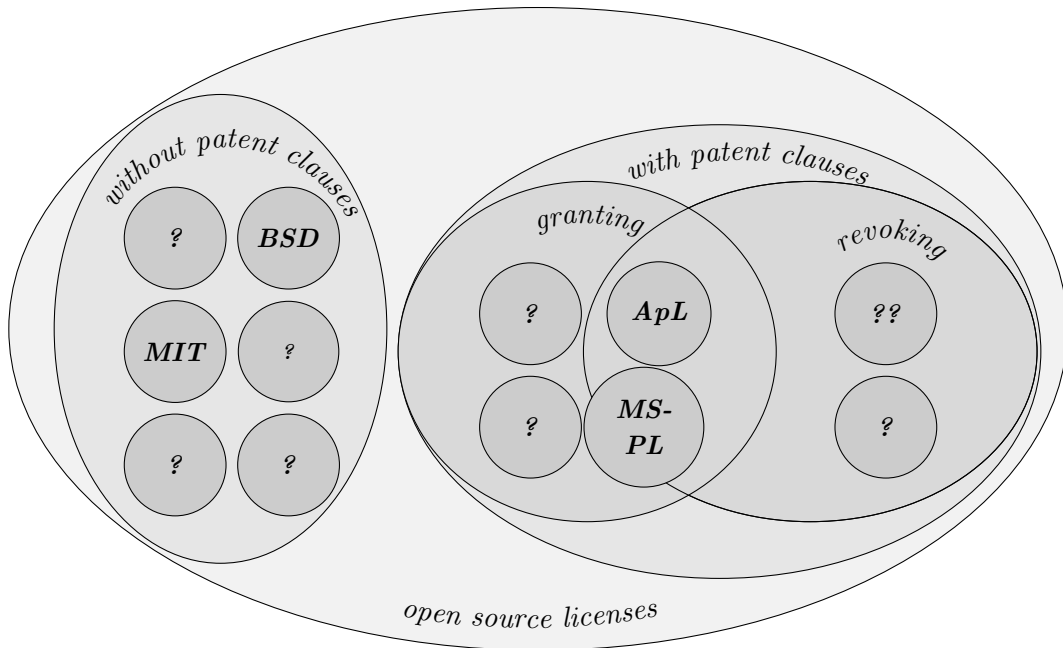 without patent clauses
?
BSD
MIT
?
?
?
with patent clauses
granting
revoking
?
ApL
??
?
MS-
PL
?
open source licenses